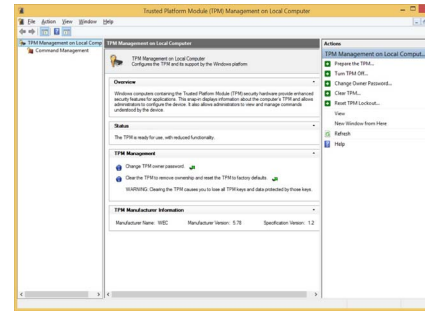 Trusted Platform Module (TPM) Management on Local Computer
File Action View Window Help
TPM Management on Local Comp
Command Management
TPM Management on Local Computer
TPM Management on Local Computer
Configures the TPM and its support by the Windows platform
Overview
Windows computers containing the Trusted Platform Module (TPM) security hardware provide enhanced
security features for applications. This snap-in displays information about the computer's TPM and allows
administrators to configure the device. It also allows administrators to view and manage commands
understood by the device.
Status
The TPM is ready for use, with reduced functionality.
TPM Management
Change TPM owner password.
Clear the TPM to remove ownership and reset the TPM to factory defaults.
WARNING: Clearing the TPM causes you to lose all TPM keys and data protected by those keys.
TPM Manufacturer Information
Manufacturer Name: WEC Manufacturer Version: 5.78 Specification Version: 1.2
Actions
TPM Management on Local Comput...
Prepare the TPM...
Turn TPM Off...
Change Owner Password...
Clear TPM...
Reset TPM Lockout...
View
New Window from Here
Refresh
Help